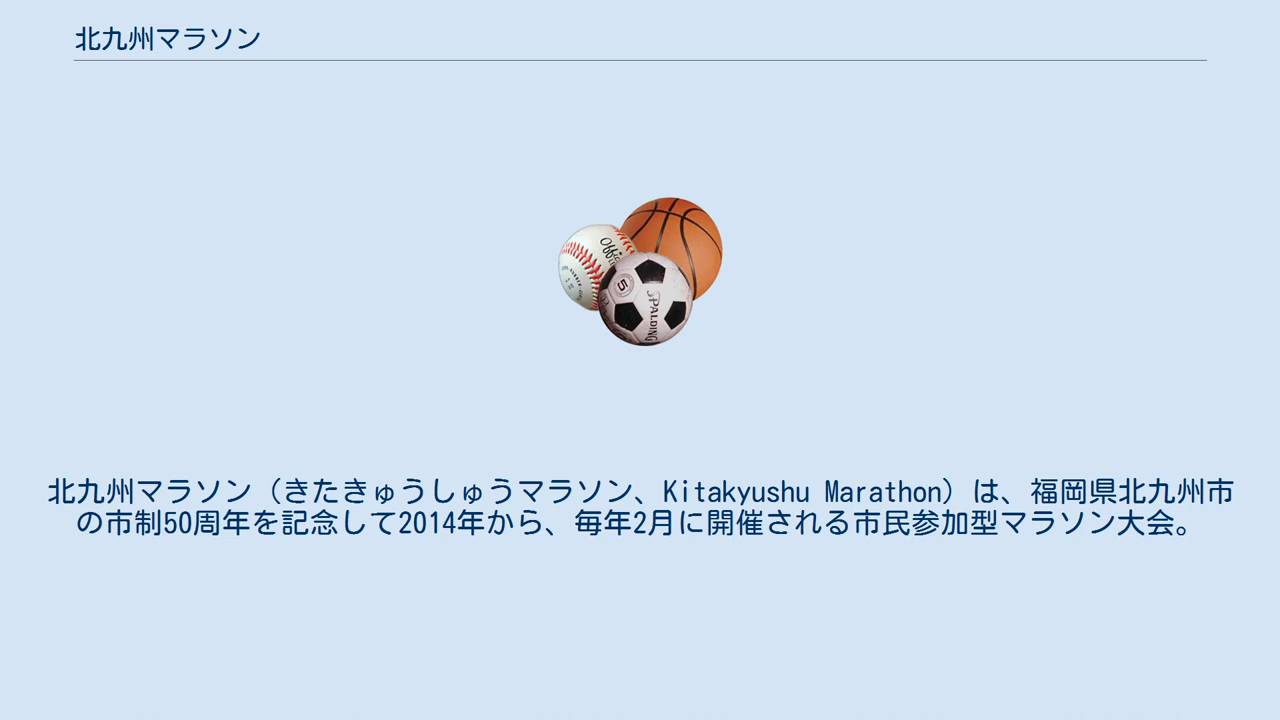 北九州マラソン
Offici
5
SPALDING
北九州マラソン（きたきゅうしゅうマラソン、Kitakyushu Marathon）は、福岡県北九州市
の市制50周年を記念して2014年から、毎年2月に開催される市民参加型マラソン大会。